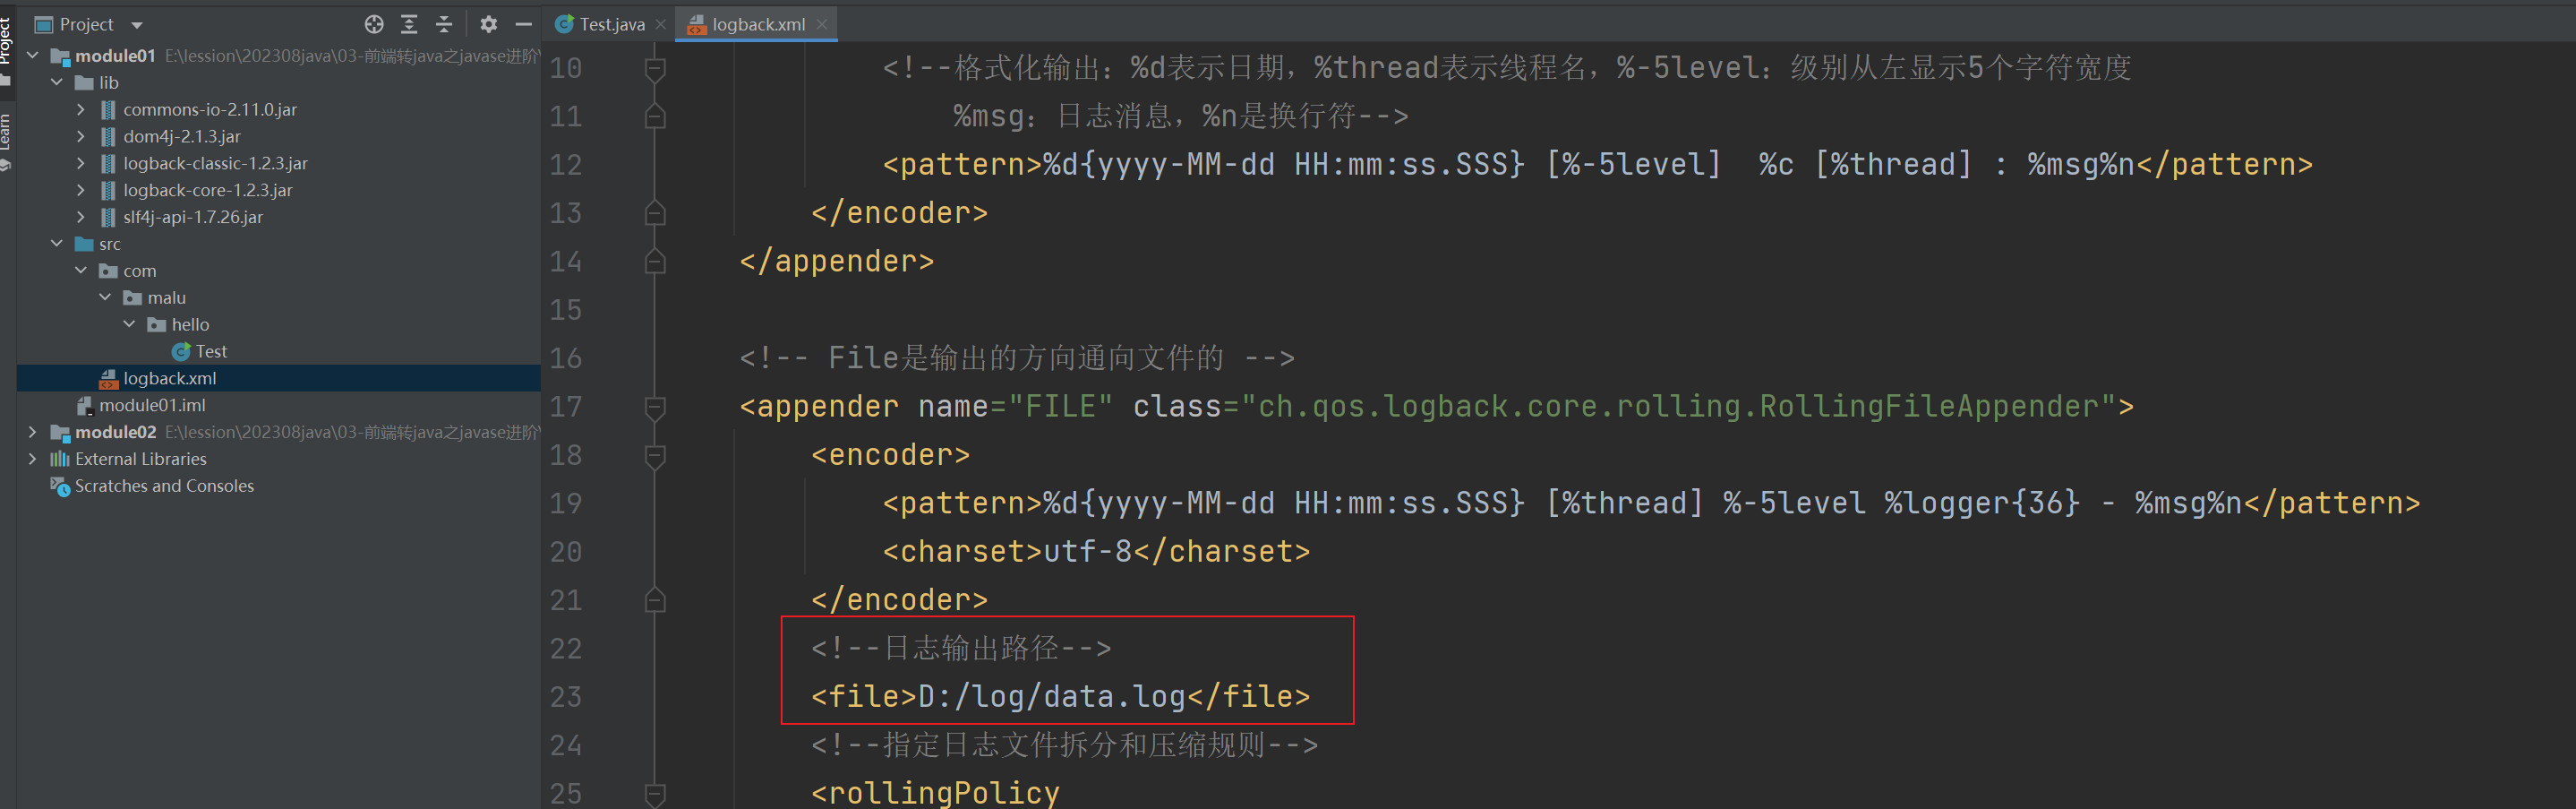 Project
Learn
Project
module01 E:\lession\202308java\03-前端转java之javase进阶\
lib
commons-io-2.11.0.jar
dom4j-2.1.3.jar
logback-classic-1.2.3.jar
logback-core-1.2.3.jar
slf4j-api-1.7.26.jar
src
com
malu
hello
Test
logback.xml
module01.iml
module02 E:\lession\202308java\03-前端转java之javase进阶\
External Libraries
Scratches and Consoles
Test.java
logback.xml
10 <!--格式化输出：%d表示日期，%thread表示线程名，%-5level：级别从左显示5个字符宽度
11 %msg：日志消息，%n是换行符-->
12 <pattern>%d{yyyy-MM-dd HH:mm:ss.SSS} [%-5level]  %c [%thread] : %msg%n</pattern>
13 </encoder>
14 </appender>
15
16 <!-- File是输出的方向通向文件的 -->
17 <appender name="FILE" class="ch.qos.logback.core.rolling.RollingFileAppender">
18 <encoder>
19 <pattern>%d{yyyy-MM-dd HH:mm:ss.SSS} [%thread] %-5level %logger{36} - %msg%n</pattern>
20 <charset>utf-8</charset>
21 </encoder>
22 <!--日志输出路径-->
23 <file>D:/log/data.log</file>
24 <!--指定日志文件拆分和压缩规则-->
25 <rollingPolicy